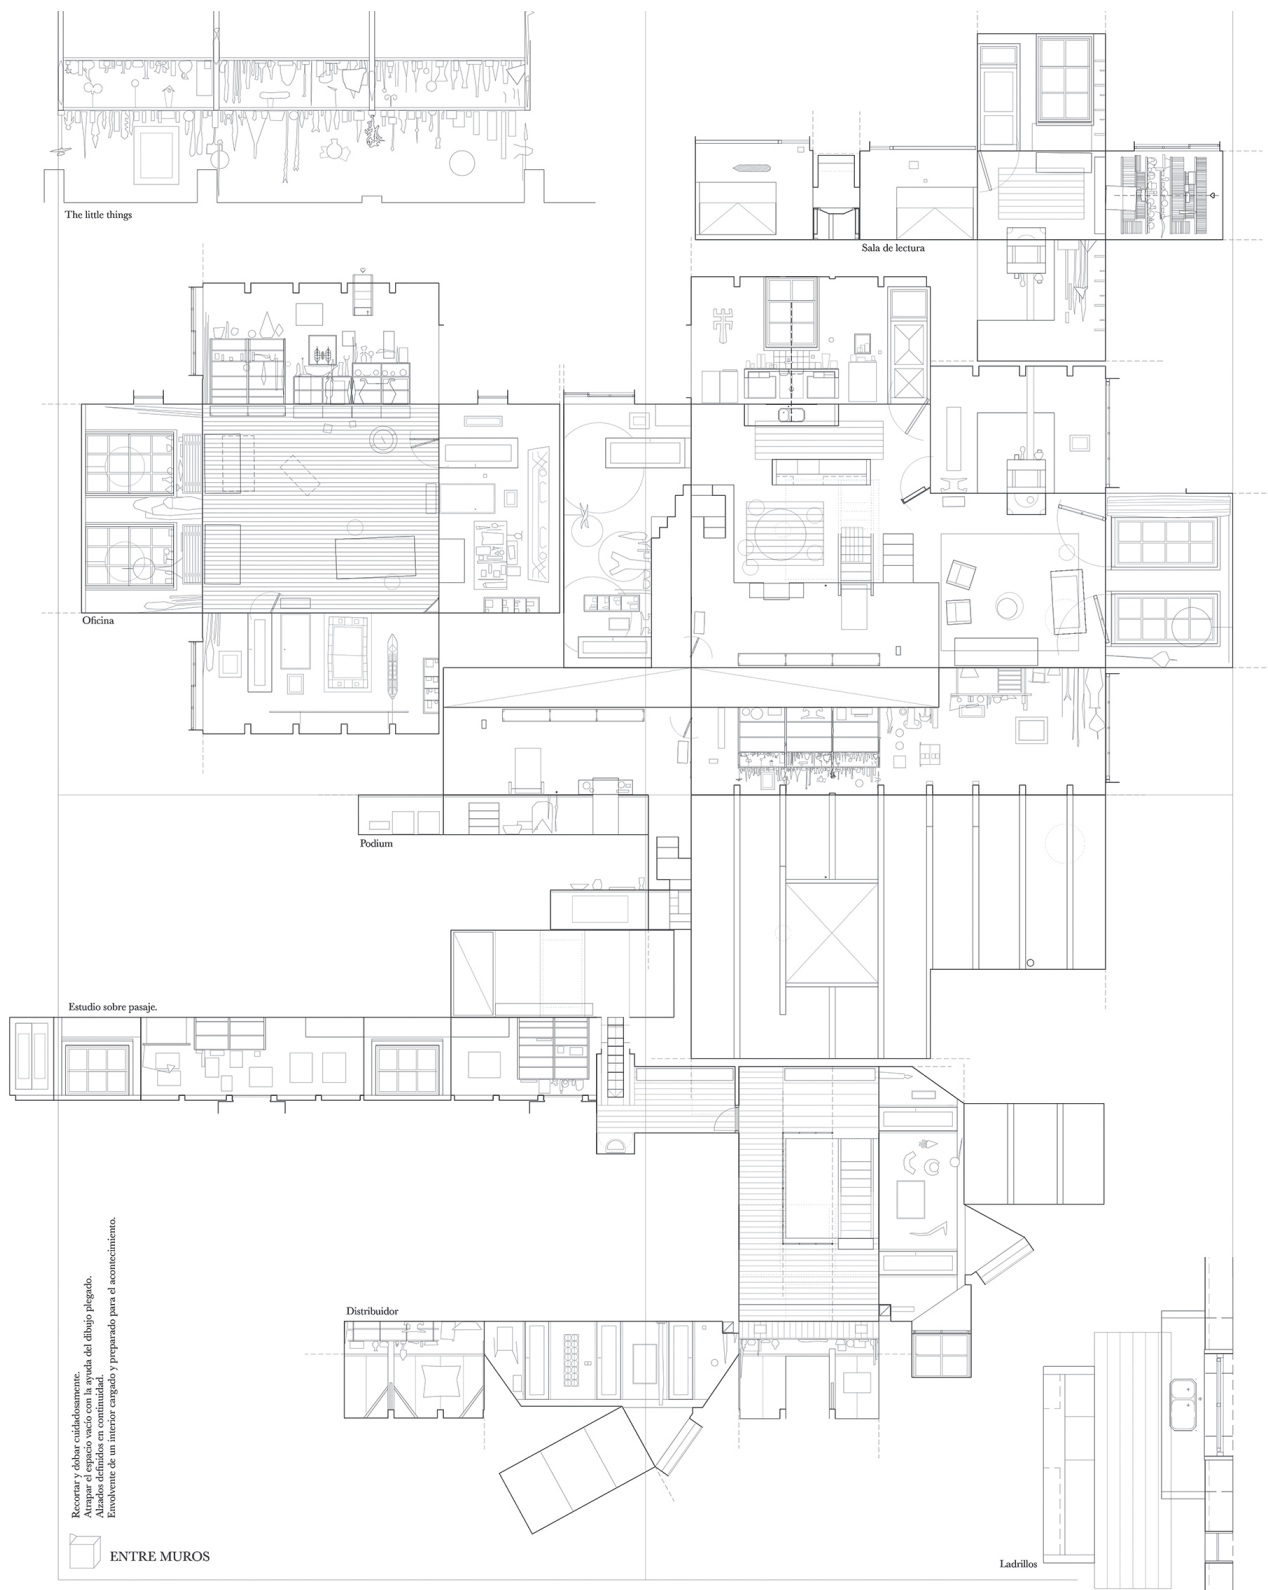 The little things
Sala de lectura
Oficina
Podium
Estudio sobre pasaje.
Distribuidor
Recortar y dobar cuidadosamente.
Atrapar el espacio vacío con la ayuda del dibujo plegado.
Alzados definidos en continuidad.
Envolvente de un interior cargado y preparado para el acontecimiento.
ENTRE MUROS
Ladrillos